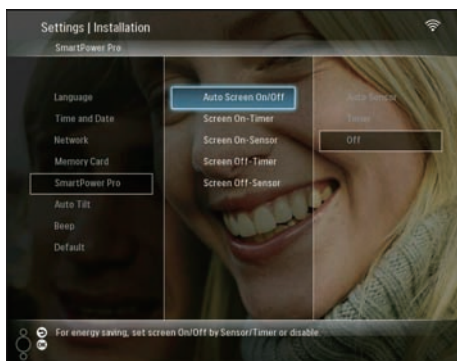 Settings | Installation
SmartPower Pro
Language
Time and Date
Network
Memory Card
SmartPower Pro
Auto Tilt
Beep
Default
Auto Screen On/Off
Screen On-Timer
Screen On-Sensor
Screen Off-Timer
Screen Off-Sensor
Auto-Sensor
Timer
Off
For energy saving, set screen On/Off by Sensor/Timer or disable.
OK